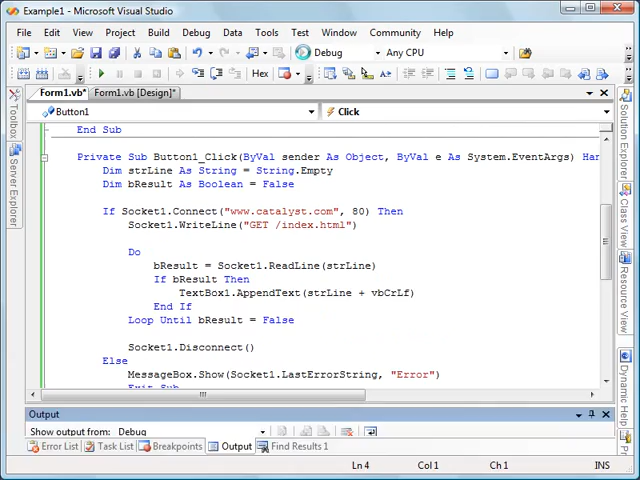 Example1 - Microsoft Visual Studio
File Edit View Project Build Debug Data Tools Test Window Community Help
Debug Any CPU
Hex
Form1.vb* Form1.vb [Design]*
Button1 Click
End Sub
Private Sub Button1_Click(ByVal sender As Object, ByVal e As System.EventArgs) Han
Dim strLine As String = String.Empty
Dim bResult As Boolean = False
If Socket1.Connect("www.catalyst.com", 80) Then
Socket1.WriteLine("GET /index.html")
Do
bResult = Socket1.ReadLine(strLine)
If bResult Then
TextBox1.AppendText(strLine + vbCrLf)
End If
Loop Until bResult = False
Socket1.Disconnect()
Else
MessageBox.Show(Socket1.LastErrorString, "Error")
Exit Sub
Toolbox
Server Explorer
Solution Explorer
Class View
Resource View
Dynamic Help
Output
Show output from: Debug
Error List Task List Breakpoints Output Find Results 1
Ln 4 Col 1 Ch 1 INS